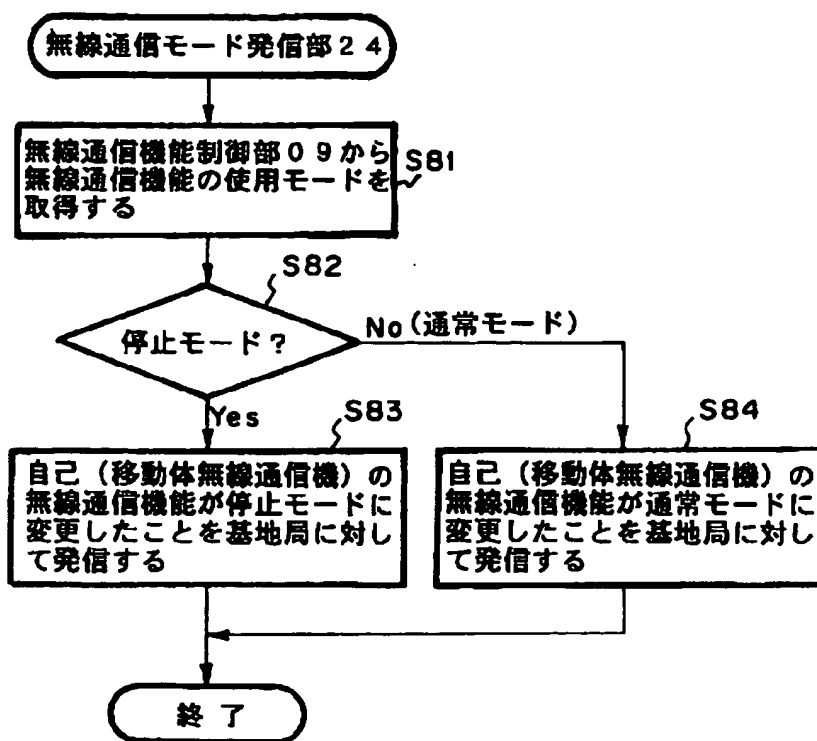 無線通信モード発信部２４
無線通信機能制御部０９から
無線通信機能の使用モードを
取得する
S81
S82
停止モード？
No(通常モード)
Yes
S83
自己（移動体無線通信機）の
無線通信機能が停止モードに
変更したことを基地局に対し
て発信する
S84
自己（移動体無線通信機）の
無線通信機能が通常モードに
変更したことを基地局に対し
て発信する
終了